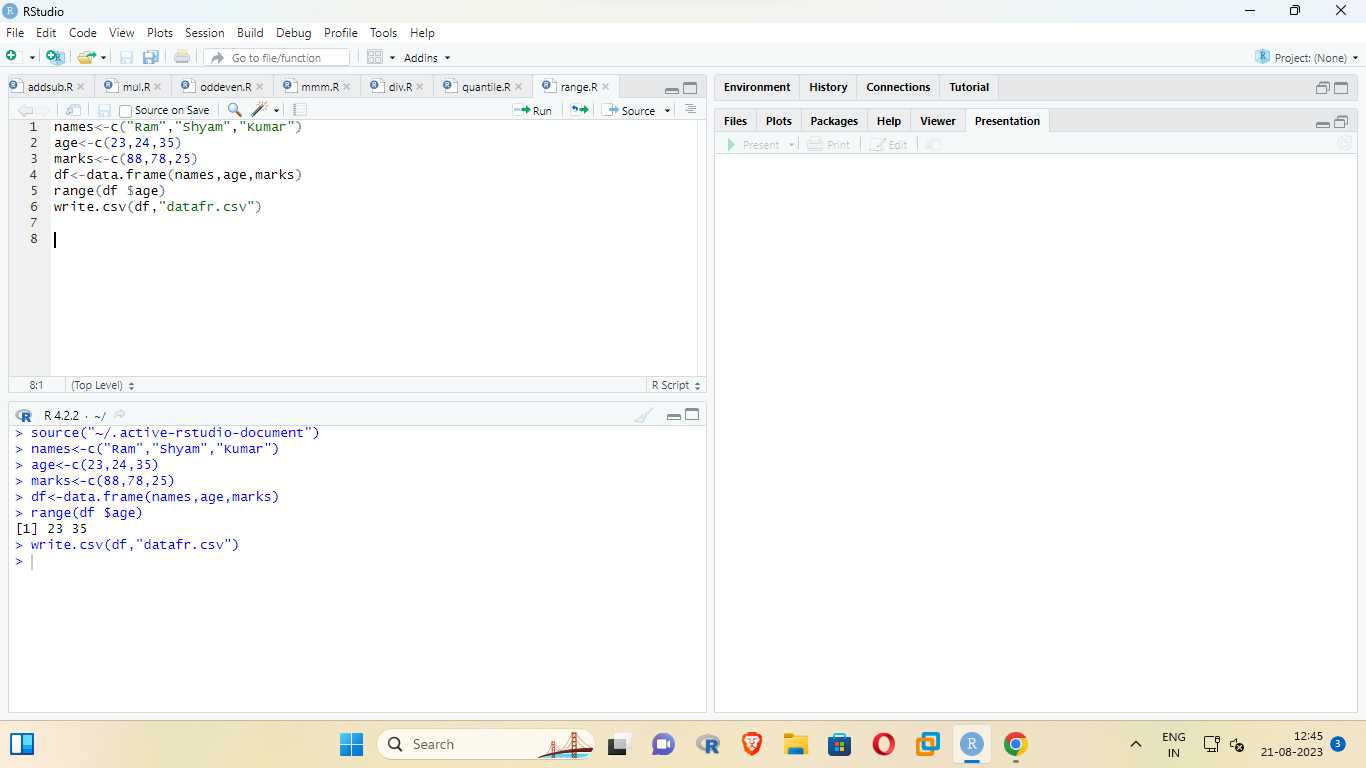 RStudio
File Edit Code View Plots Session Build Debug Profile Tools Help
Go to file/function Addins Project: (None)
addsub.R mul.R oddeven.R mmm.R div.R quantile.R range.R
Source on Save Run Source
1 names<-c("Ram","Shyam","Kumar")
2 age<-c(23,24,35)
3 marks<-c(88,78,25)
4 df<-data.frame(names,age,marks)
5 range(df $age)
6 write.csv(df,"datafr.csv")
7
8
8:1 (Top Level) R Script
R 4.2.2 · ~/
> source("~/.active-rstudio-document")
> names<-c("Ram","Shyam","Kumar")
> age<-c(23,24,35)
> marks<-c(88,78,25)
> df<-data.frame(names,age,marks)
> range(df $age)
[1] 23 35
> write.csv(df,"datafr.csv")
>
Environment History Connections Tutorial
Files Plots Packages Help Viewer Presentation
Present Print Edit
Search
ENG
IN
12:45
21-08-2023
3